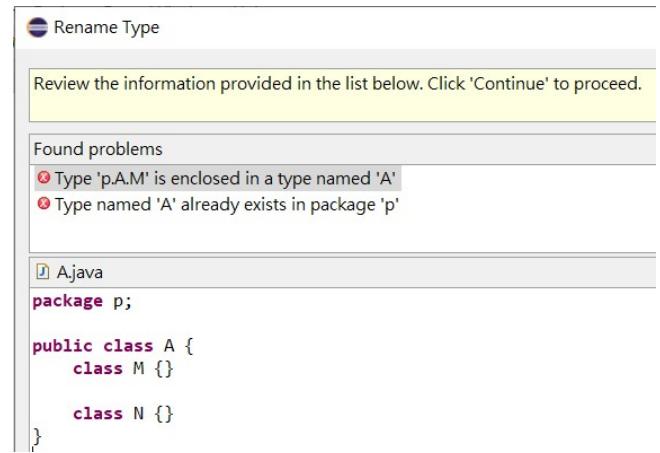 Rename Type
Review the information provided in the list below. Click 'Continue' to proceed.
Found problems
Type 'p.A.M' is enclosed in a type named 'A'
Type named 'A' already exists in package 'p'
A.java
package p;
public class A {
    class M {}
    class N {}
}